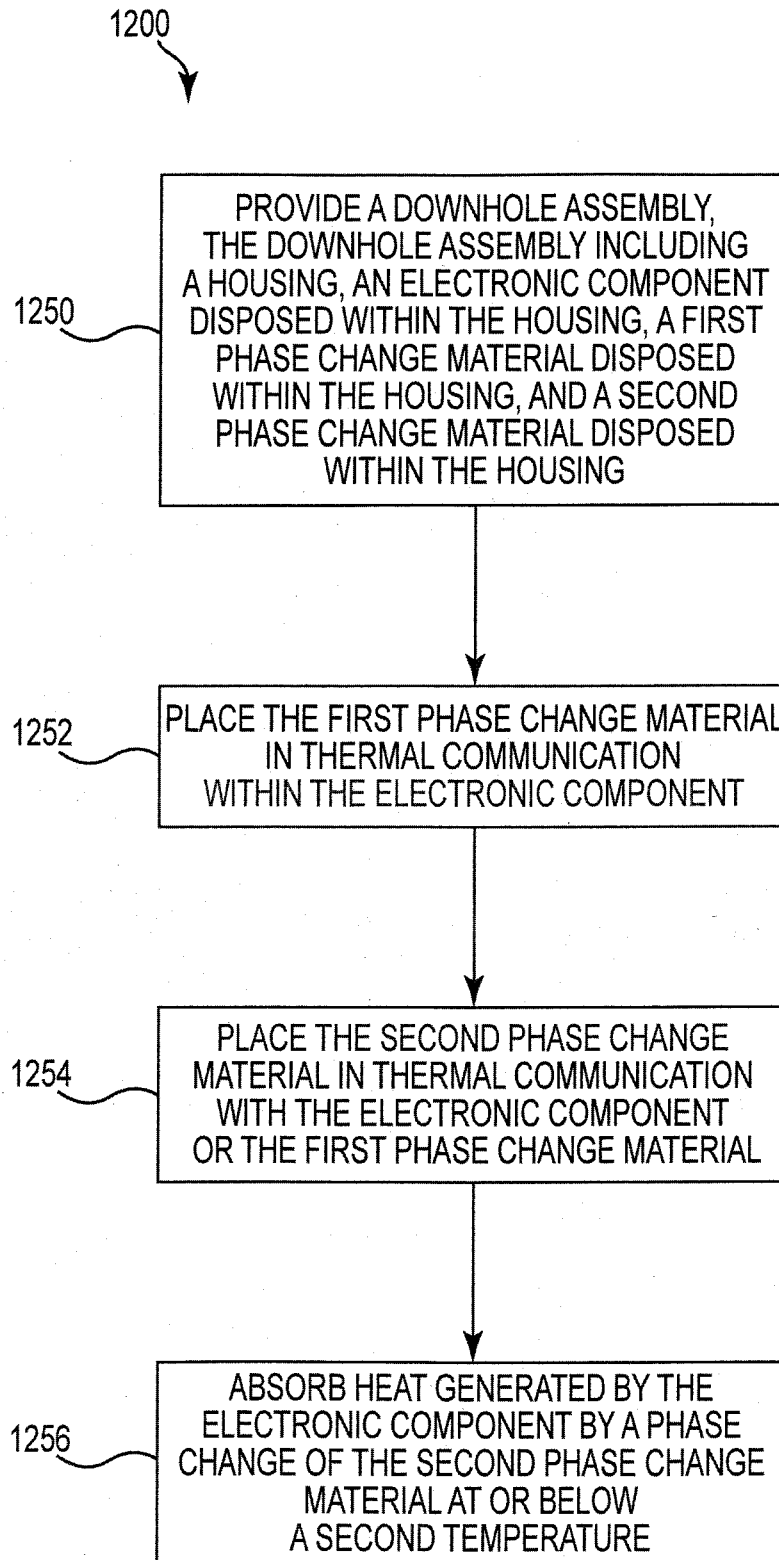 1200
PROVIDE A DOWNHOLE ASSEMBLY,
THE DOWNHOLE ASSEMBLY INCLUDING
A HOUSING, AN ELECTRONIC COMPONENT
DISPOSED WITHIN THE HOUSING, A FIRST
PHASE CHANGE MATERIAL DISPOSED
WITHIN THE HOUSING, AND A SECOND
PHASE CHANGE MATERIAL DISPOSED
WITHIN THE HOUSING
1250
PLACE THE FIRST PHASE CHANGE MATERIAL
IN THERMAL COMMUNICATION
WITHIN THE ELECTRONIC COMPONENT
1252
PLACE THE SECOND PHASE CHANGE
MATERIAL IN THERMAL COMMUNICATION
WITH THE ELECTRONIC COMPONENT
OR THE FIRST PHASE CHANGE MATERIAL
1254
ABSORB HEAT GENERATED BY THE
ELECTRONIC COMPONENT BY A PHASE
CHANGE OF THE SECOND PHASE CHANGE
MATERIAL AT OR BELOW
A SECOND TEMPERATURE
1256